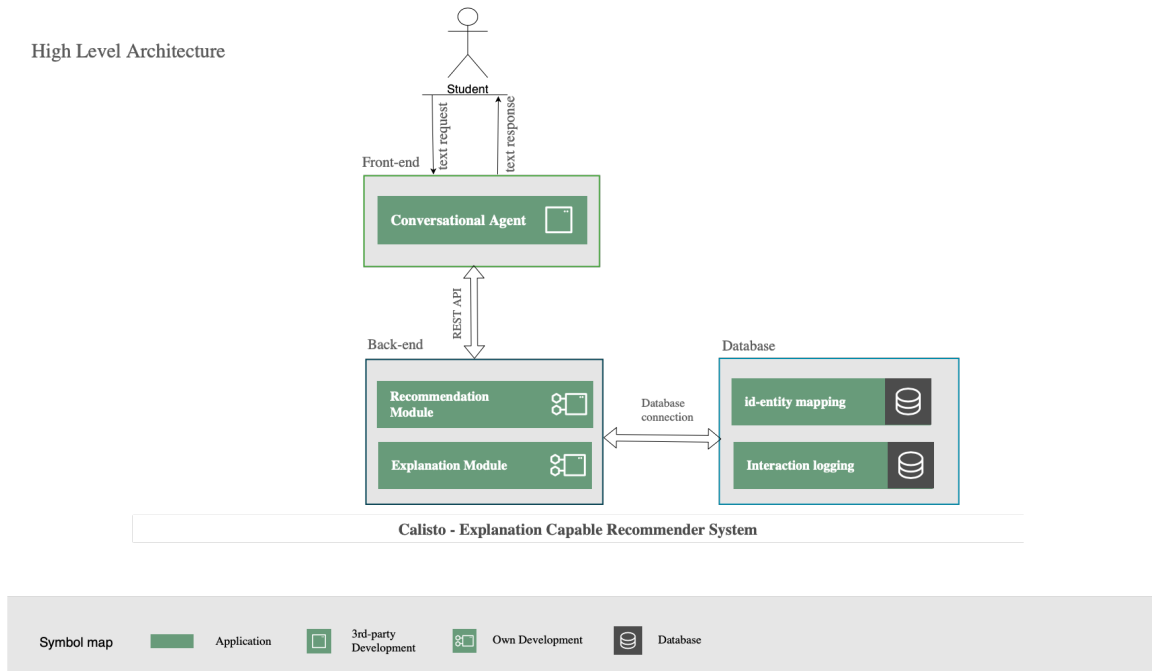 High Level Architecture
Student
text request
text response
Front-end
Conversational Agent
REST API
Back-end
Database
Recommendation
Module
Explanation Module
Database
connection
id-entity mapping
Interaction logging
Calisto - Explanation Capable Recommender System
Symbol map
Application
3rd-party
Development
Own Development
Database